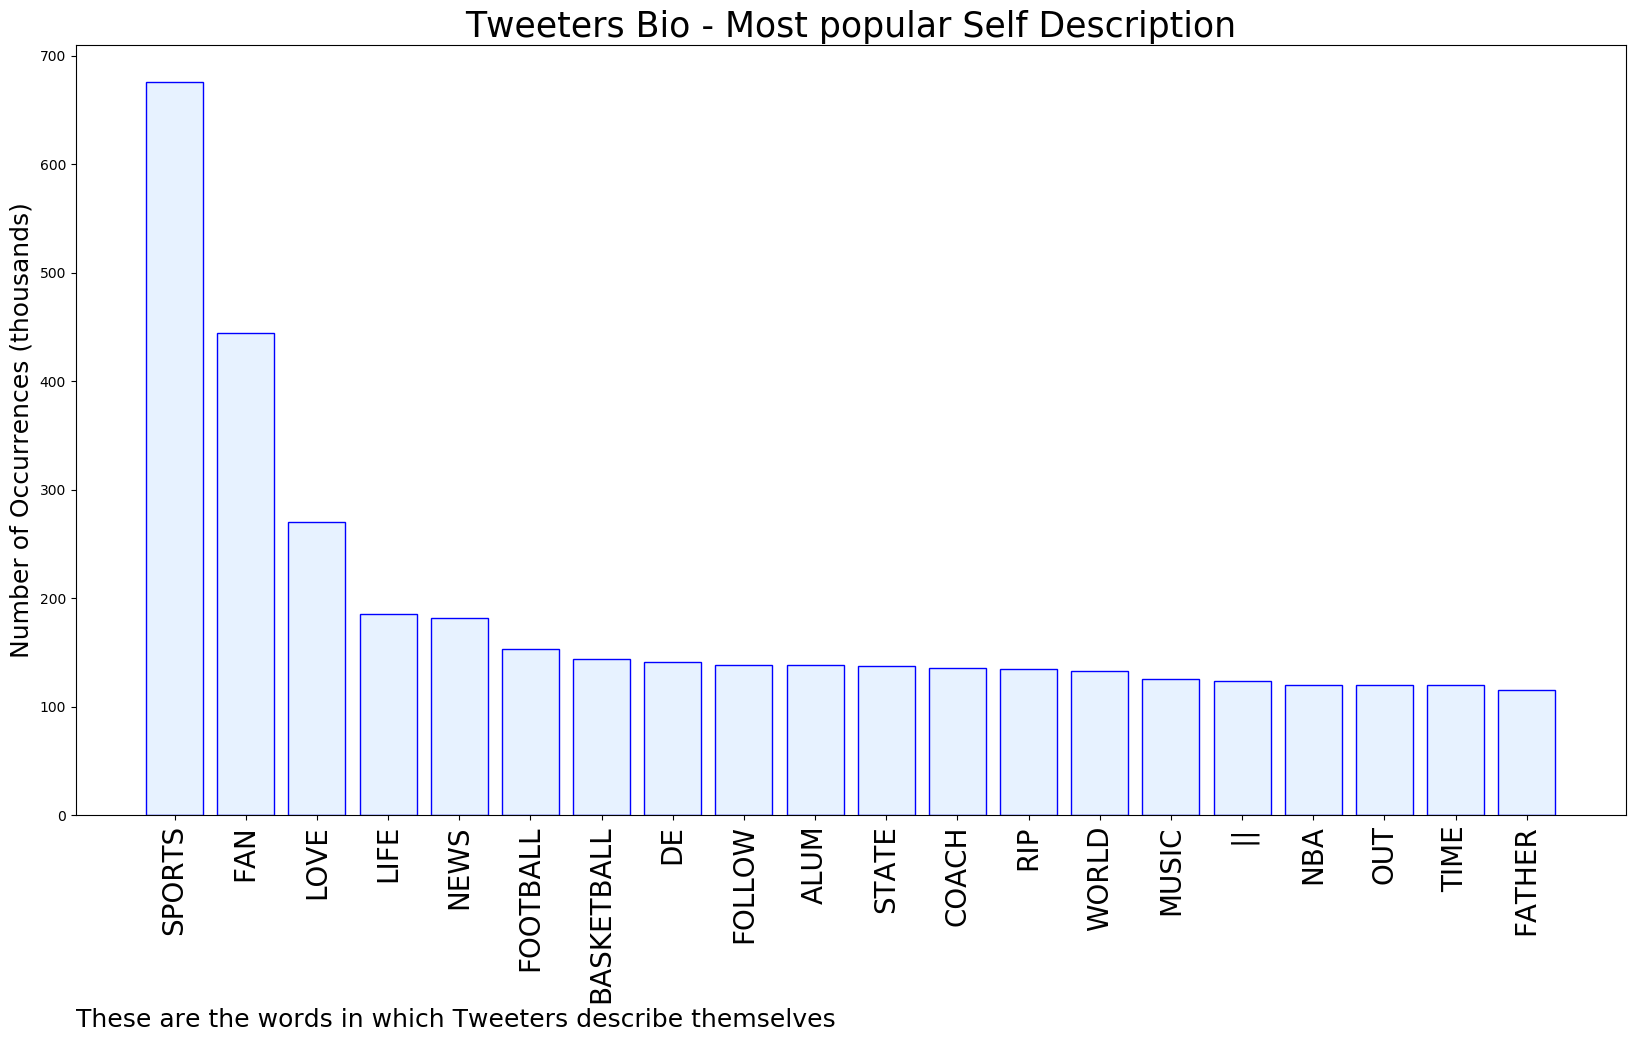 Tweeters Bio - Most popular Self Description
Number of Occurrences (thousands)
700
600
500
400
300
200
100
0
SPORTS
FAN
LOVE
LIFE
NEWS
FOOTBALL
BASKETBALL
DE
FOLLOW
ALUM
STATE
COACH
RIP
WORLD
MUSIC
||
NBA
OUT
TIME
FATHER
These are the words in which Tweeters describe themselves